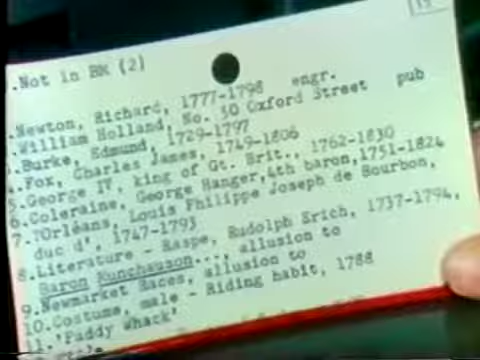 .Not in BM (2)
.Newton, Richard, 1777-1798 engr.
.William Holland, No. 50 Oxford Street pub
.Burke, Edmund, 1729-1797
4.Fox, Charles James, 1749-1806
5.George IV, king of Gt. Brit., 1762-1830
6.Coleraine, George Hanger, 4th baron, 1751-1824
7.'Orléans, Louis Philippe Joseph de Bourbon,
duc d', 1747-1793
8.Literature - Raspe, Rudolph Erich, 1737-1794,
Baron Munchauson..., allusion to
9.Newmarket Races, allusion to
10.Costums, male - Riding habit, 1788
11.'Paddy Whack'